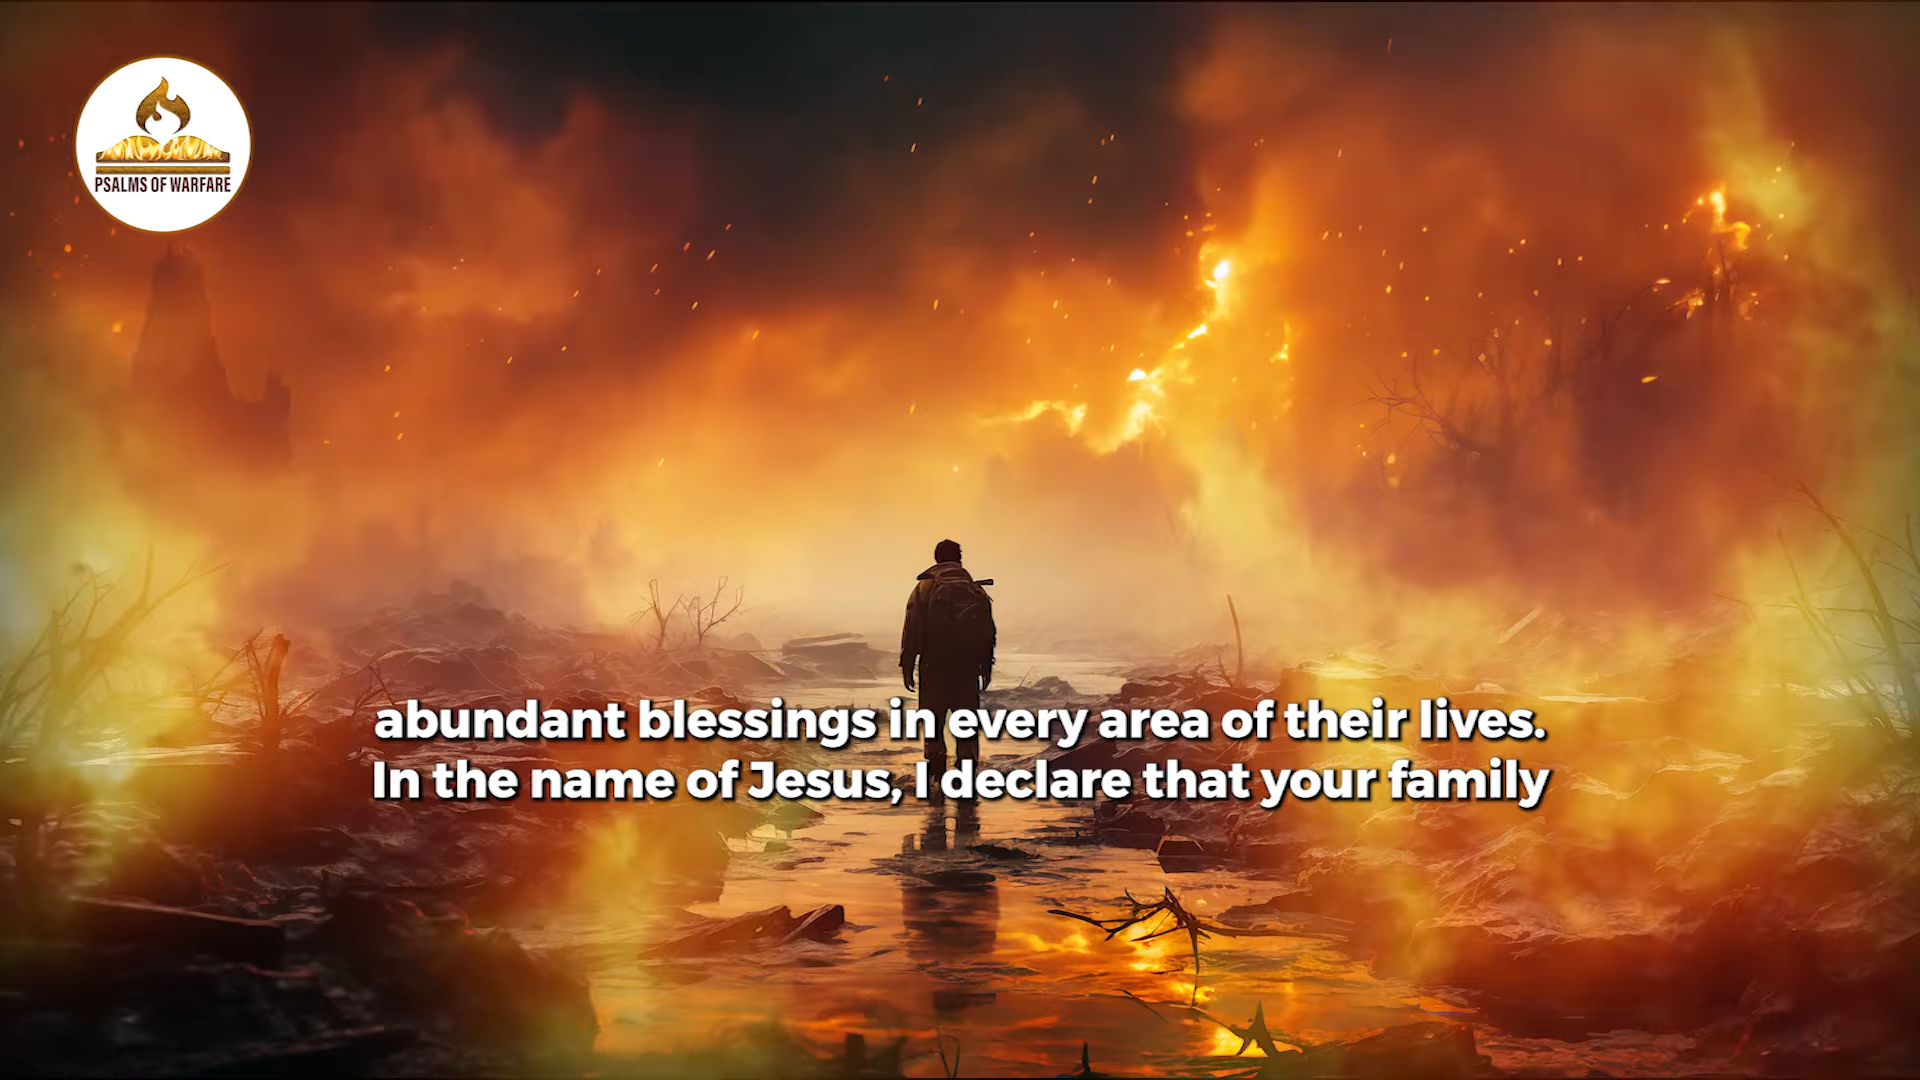 PSALMS OF WARFARE
abundant blessings in every area of their lives.
In the name of Jesus, I declare that your family